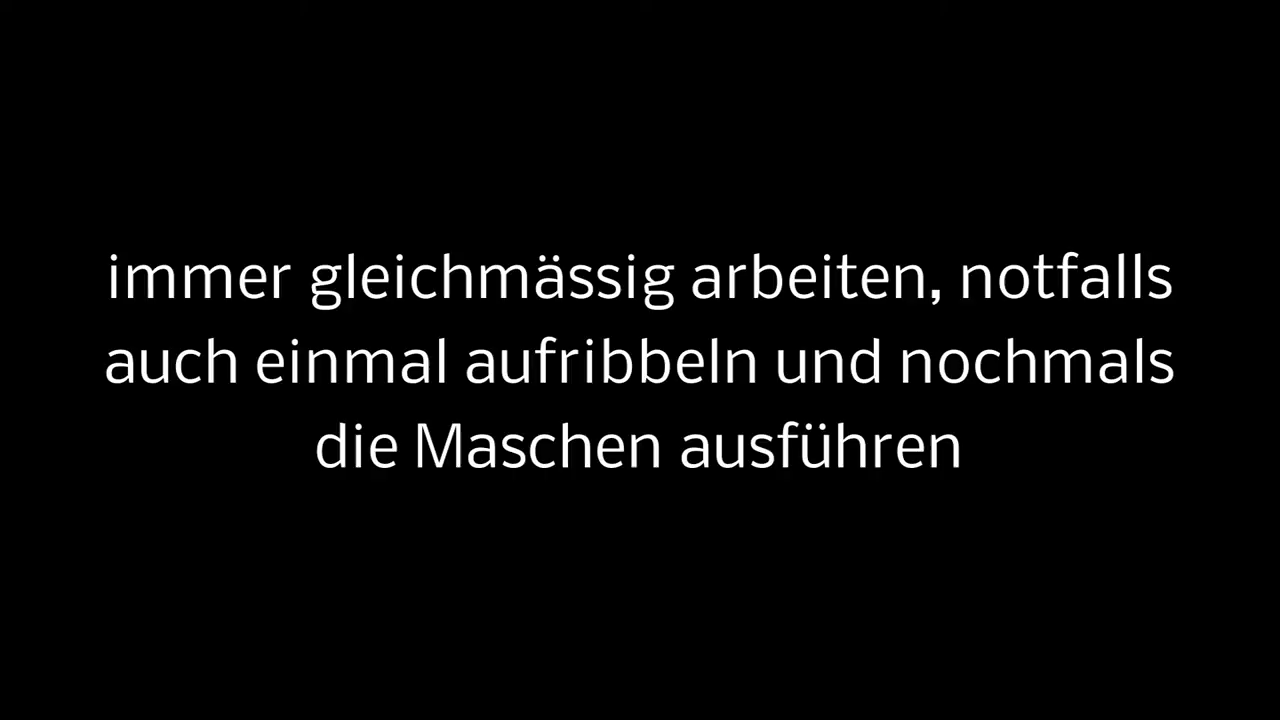 immer gleichmässig arbeiten, notfalls
auch einmal aufribbeln und nochmals
die Maschen ausführen